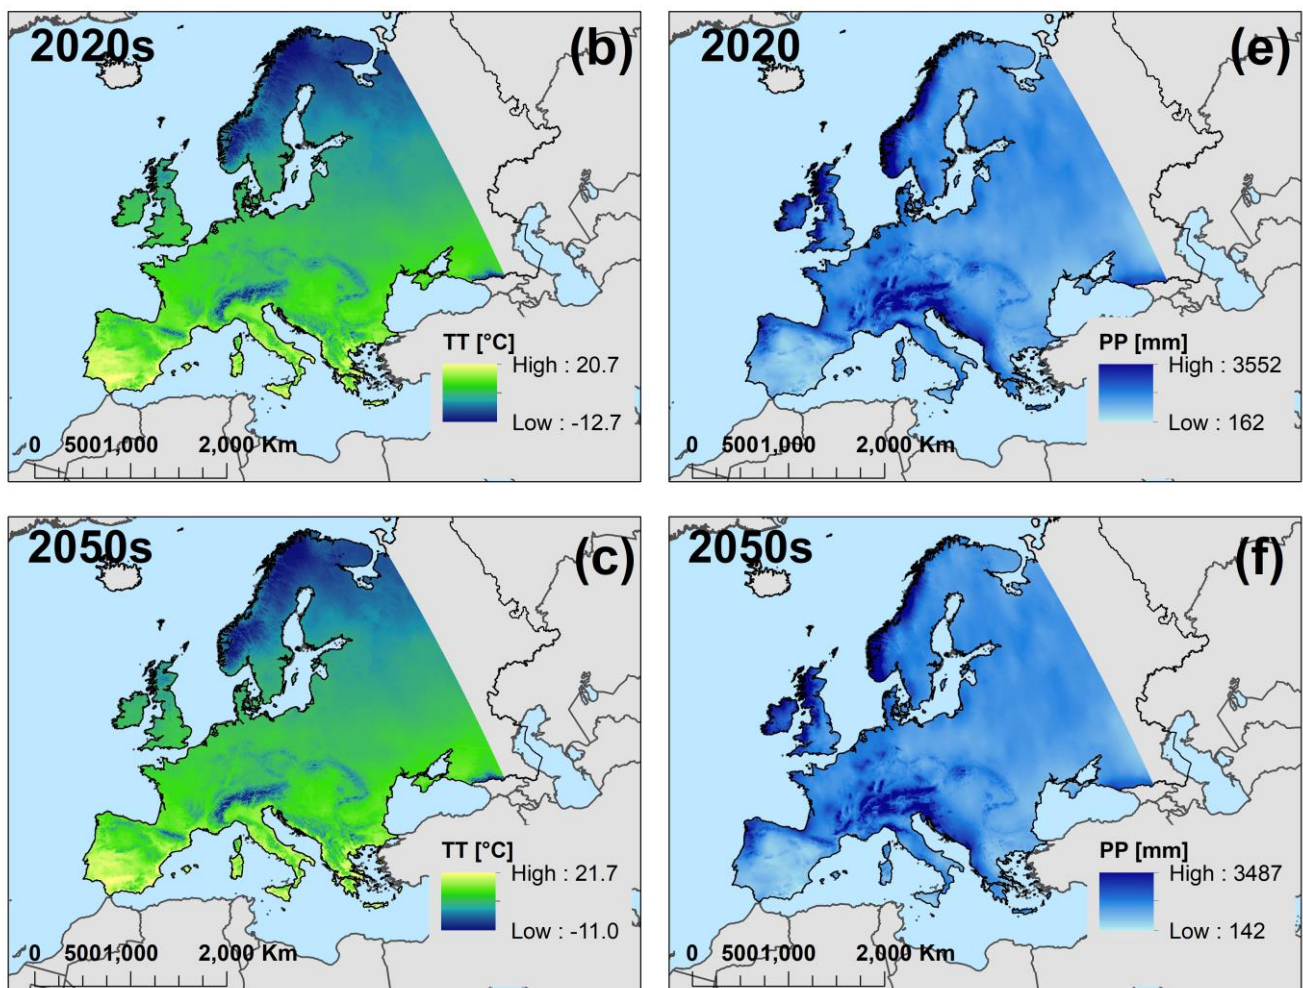 2020s
(b)
TT [°C]
High : 20.7
Low : -12.7
0 5001,000 2,000 Km
2020
(e)
PP [mm]
High : 3552
Low : 162
0 5001,000 2,000 Km
2050s
(c)
TT [°C]
High : 21.7
Low : -11.0
0 5001,000 2,000 Km
2050s
(f)
PP [mm]
High : 3487
Low : 142
0 5001,000 2,000 Km